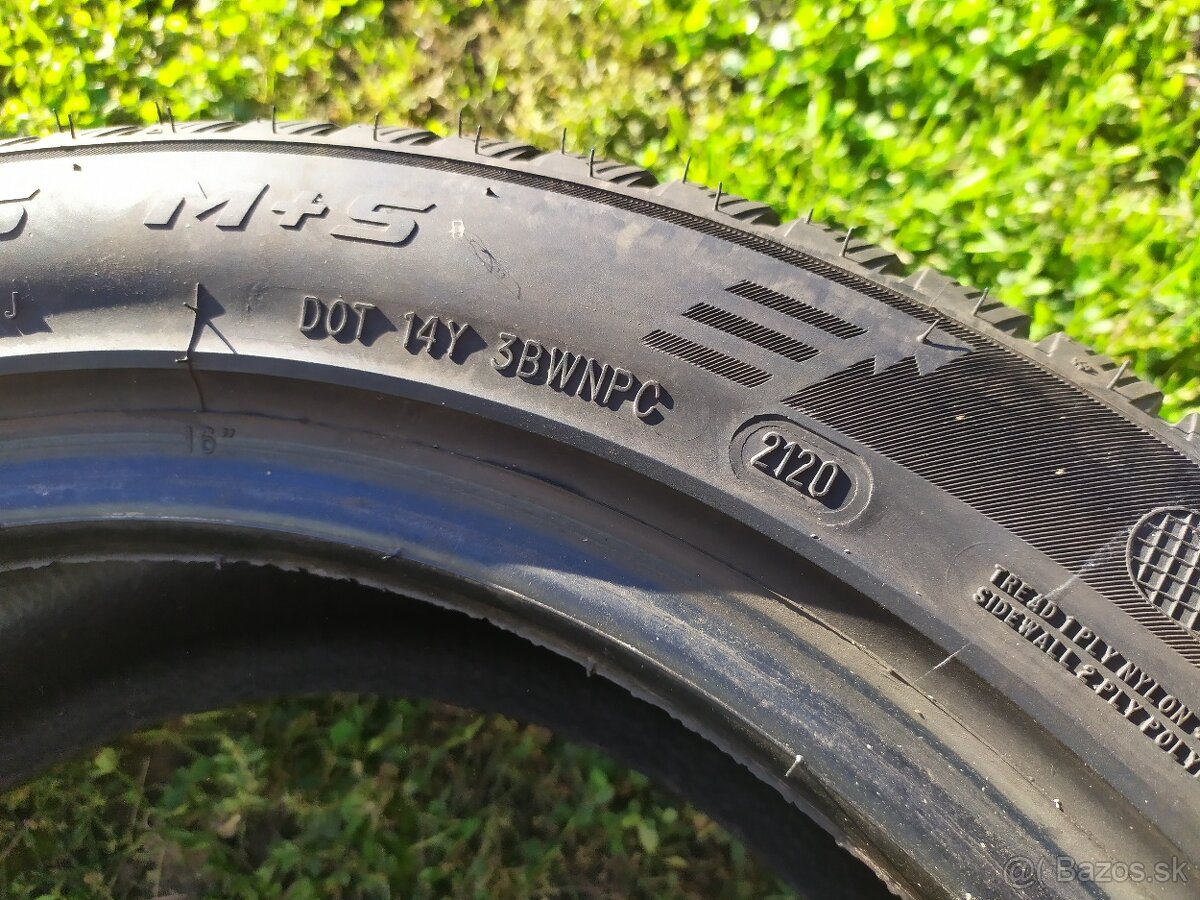 M+S
DOT 14Y 3BWNPC
2120
16"
TREAD 1 PLY NYLON
SIDEWALL 2 PLY POLY
Bazos.sk